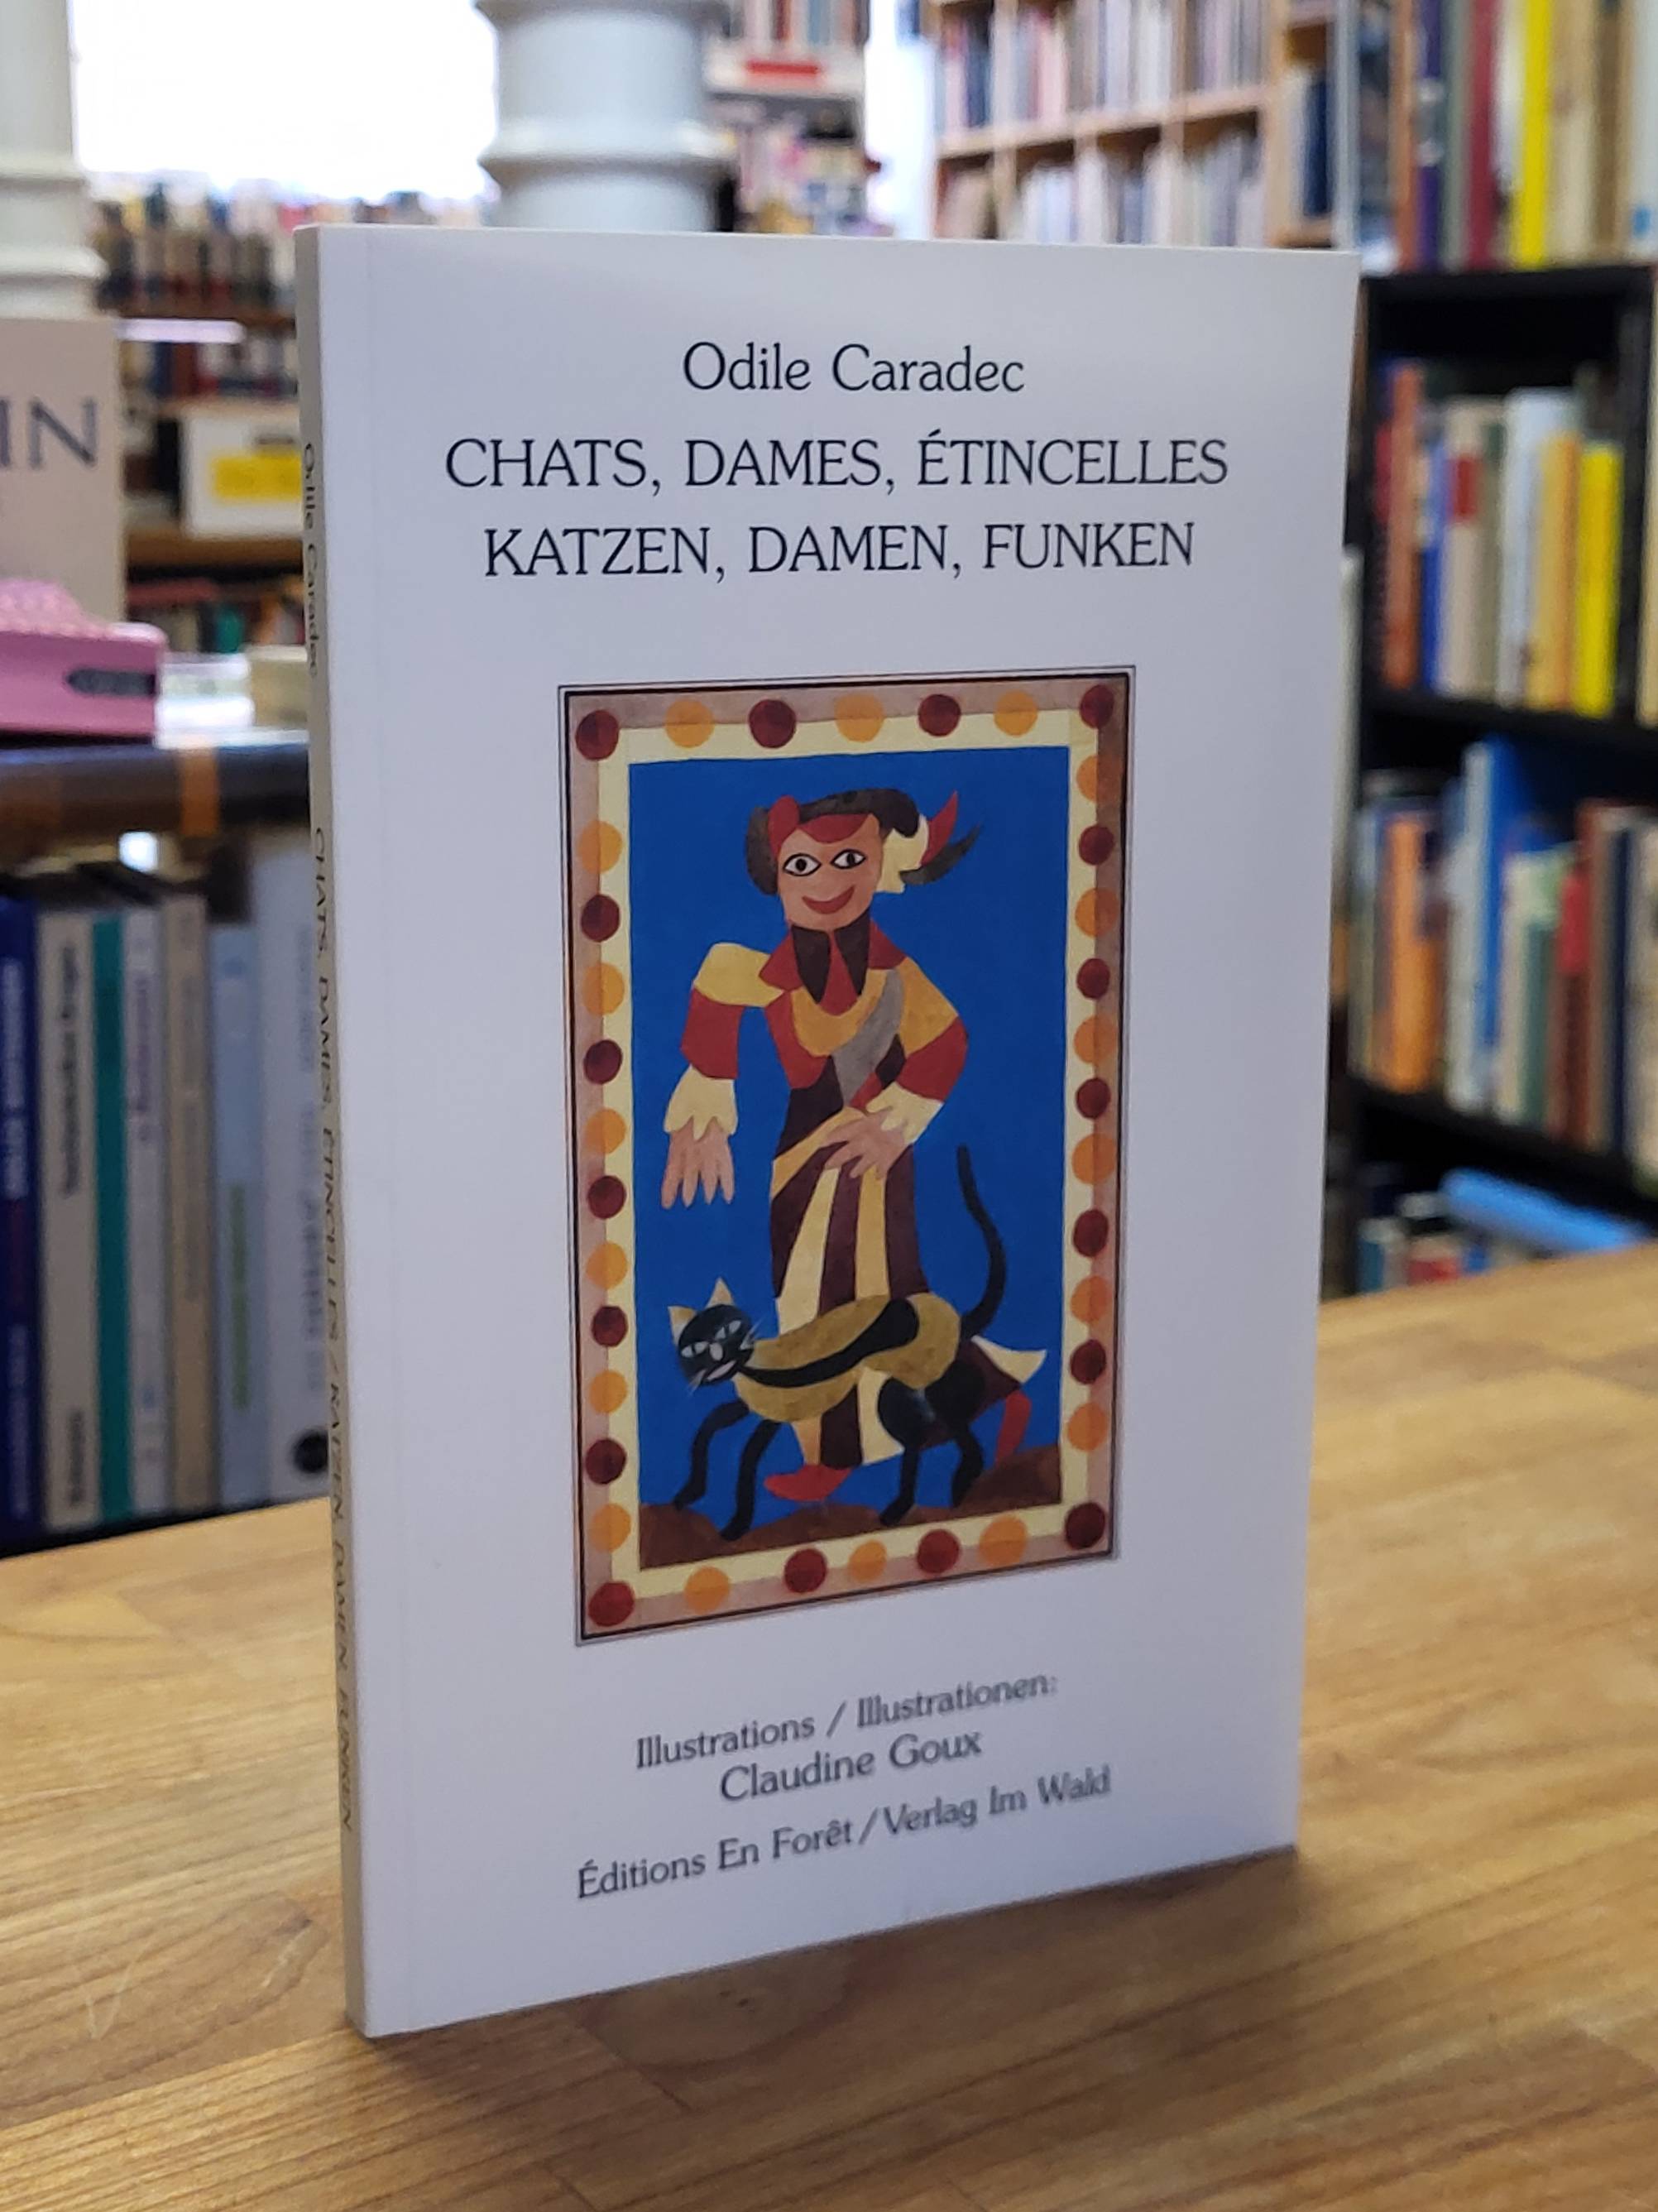 Odile Caradec
CHATS, DAMES, ÉTINCELLES
KATZEN, DAMEN, FUNKEN
Illustrations / Illustrationen:
Claudine Goux
Éditions En Forêt / Verlag Im Wald
Odile Caradec CHATS, DAMES, ÉTINCELLES / KATZEN, DAMEN, FUNKEN
IN